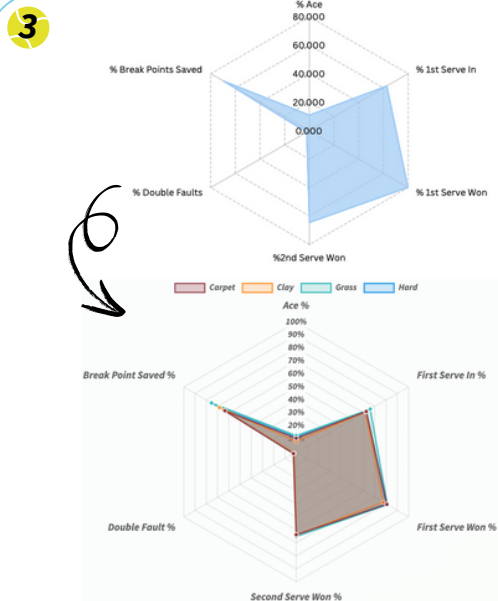 3
% Ace
80.000
60.000
% Break Points Saved
% 1st Serve In
40.000
20.000
0.000
% Double Faults
% 1st Serve Won
%2nd Serve Won
Carpet Clay Grass Hard
Ace %
100%
90%
80%
70%
Break Point Saved %
First Serve In %
60%
50%
40%
30%
20%
Double Fault %
First Serve Won %
Second Serve Won %